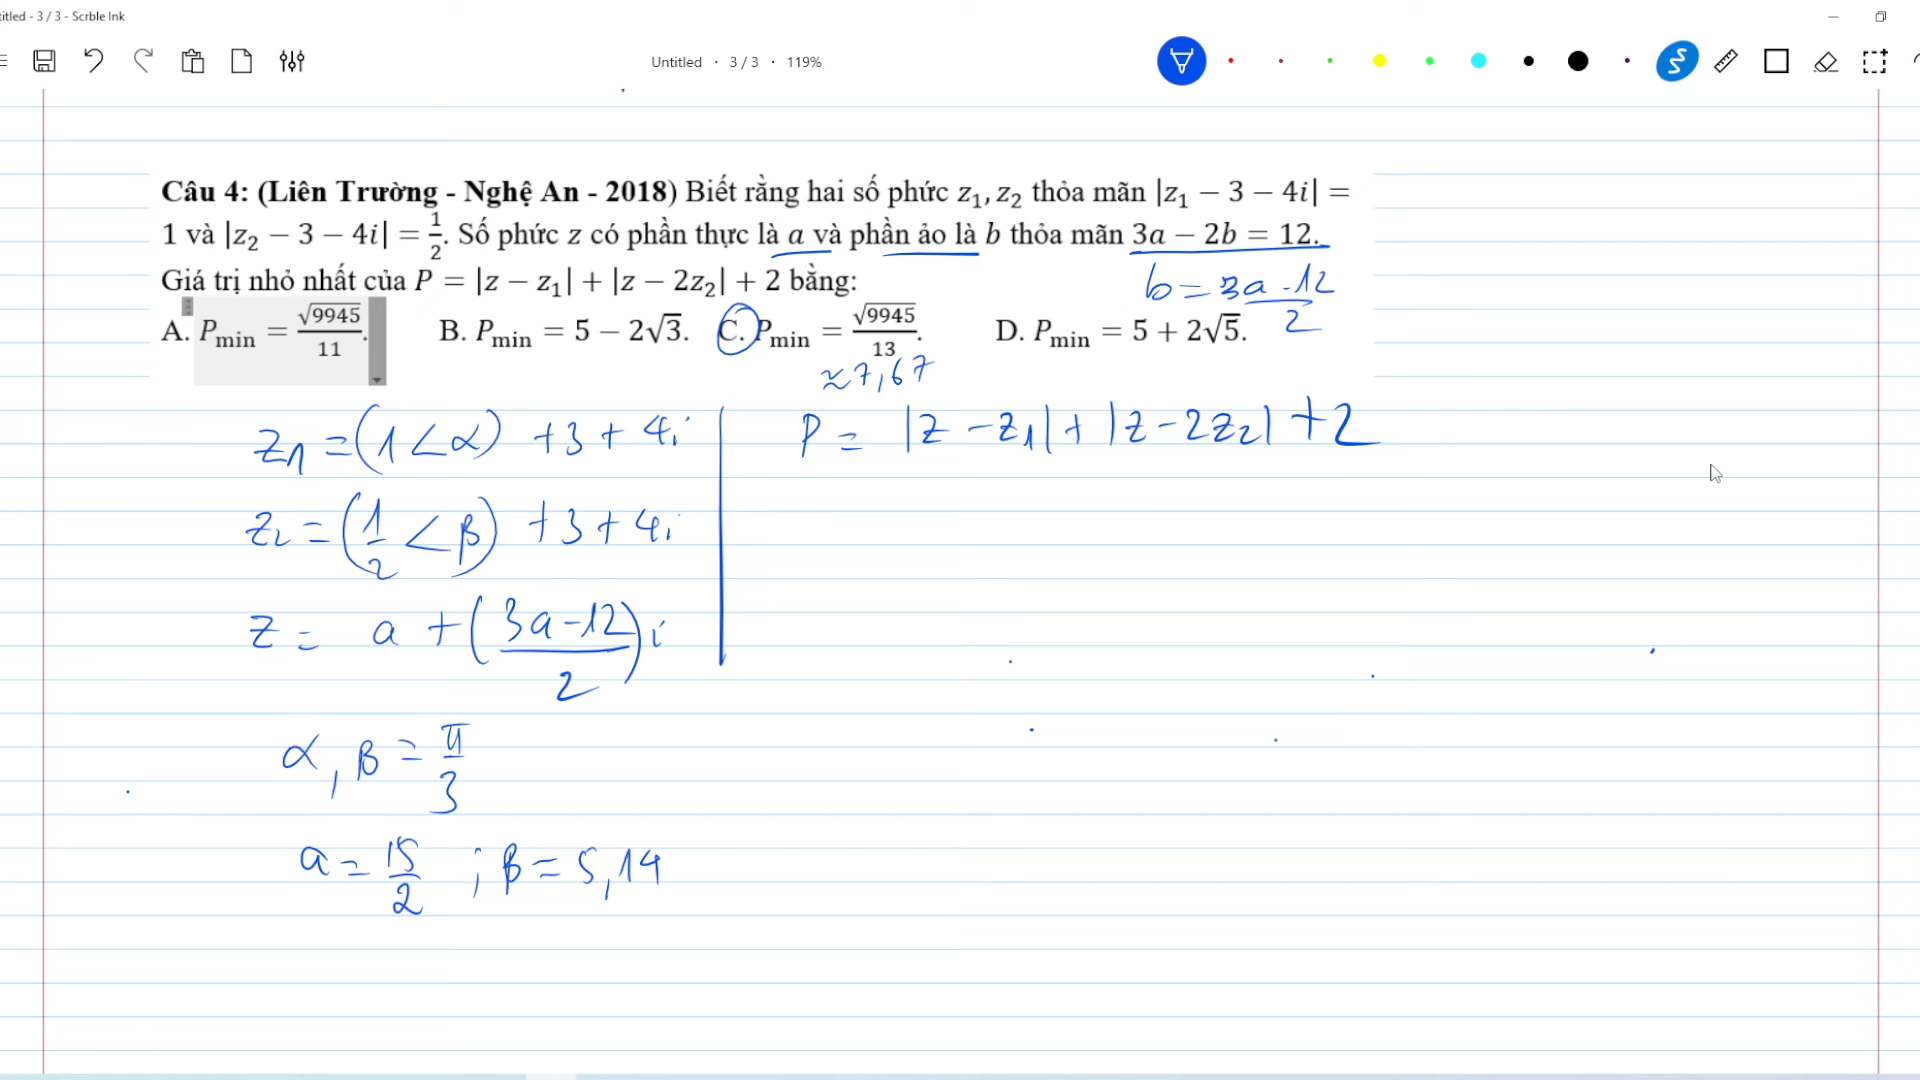 titled - 3 / 3 - Scrble Ink
Untitled · 3 / 3 · 119%
Câu 4: (Liên Trường - Nghệ An - 2018) Biết rằng hai số phức z₁, z₂ thỏa mãn |z₁ − 3 − 4i| =
1 và |z₂ − 3 − 4i| = 1/2. Số phức z có phần thực là a và phần ảo là b thỏa mãn 3a − 2b = 12.
Giá trị nhỏ nhất của P = |z − z₁| + |z − 2z₂| + 2 bằng:
b = (3a - 12)/2
A. Pmin = √9945/11. B. Pmin = 5 − 2√3. C. Pmin = √9945/13. D. Pmin = 5 + 2√5.
≈ 7,67
z₁ = (1 ∠ α) + 3 + 4i
P = |z - z₁| + |z - 2z₂| + 2
z₂ = (1/2 ∠ β) + 3 + 4i
z = a + ((3a - 12)/2)i
α, β = π/3
a = 15/2 ; β = 5,14